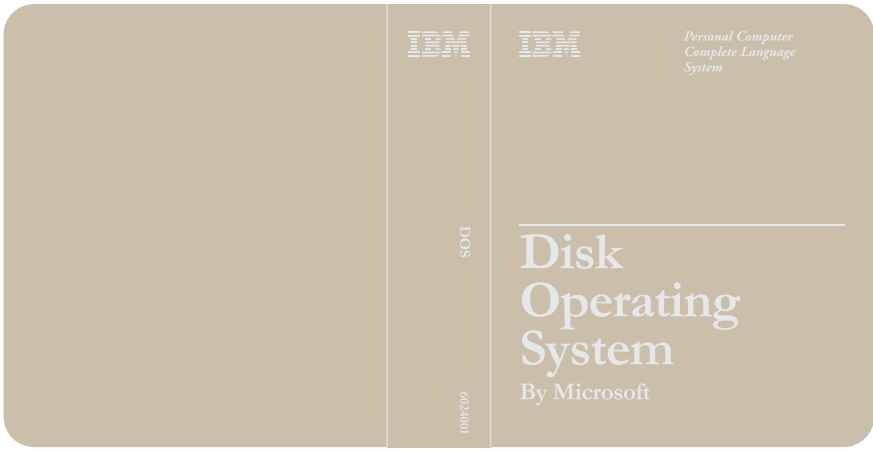 IBM
DOS
6024001
IBM
Personal Computer
Complete Language
System
Disk
Operating
System
By Microsoft